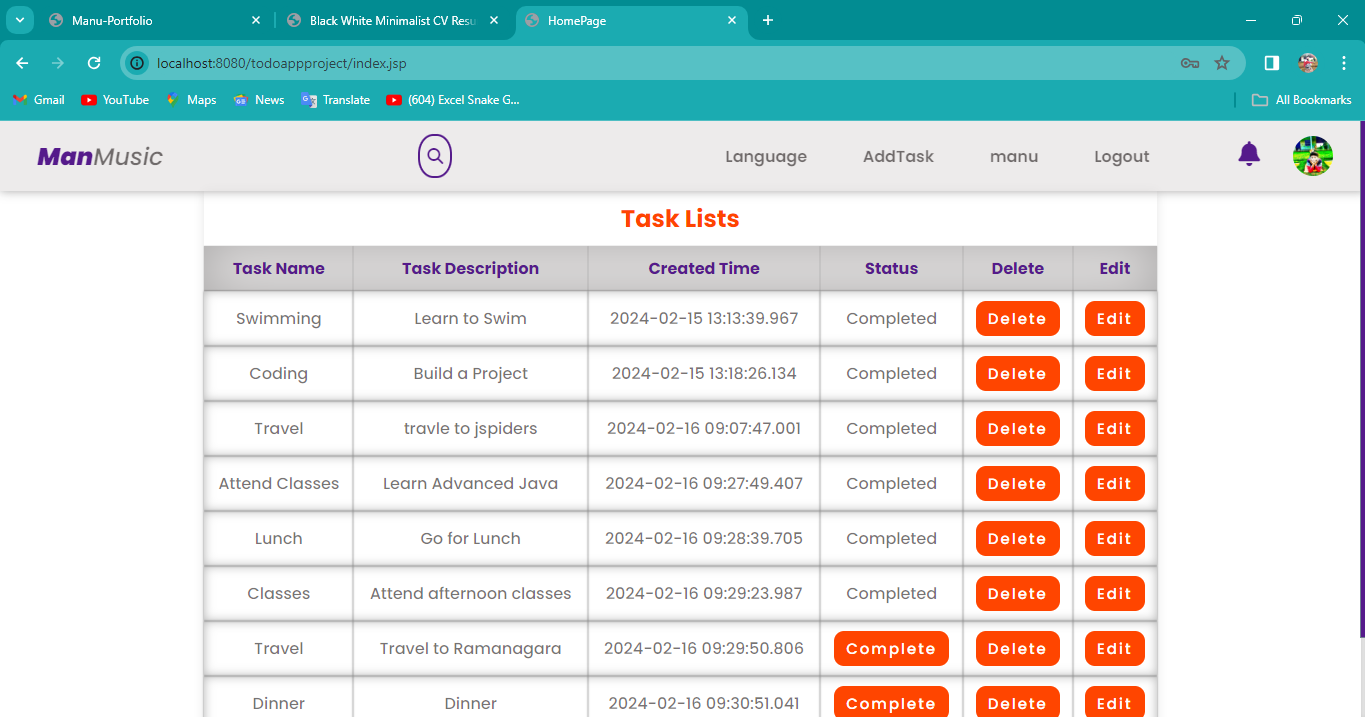 Manu-Portfolio
Black White Minimalist CV Resu
HomePage
localhost:8080/todoappproject/index.jsp
Gmail YouTube Maps News Translate (604) Excel Snake G... All Bookmarks
ManMusic Language AddTask manu Logout
Task Lists
Task Name Task Description Created Time Status Delete Edit
Swimming Learn to Swim 2024-02-15 13:13:39.967 Completed Delete Edit
Coding Build a Project 2024-02-15 13:18:26.134 Completed Delete Edit
Travel travle to jspiders 2024-02-16 09:07:47.001 Completed Delete Edit
Attend Classes Learn Advanced Java 2024-02-16 09:27:49.407 Completed Delete Edit
Lunch Go for Lunch 2024-02-16 09:28:39.705 Completed Delete Edit
Classes Attend afternoon classes 2024-02-16 09:29:23.987 Completed Delete Edit
Travel Travel to Ramanagara 2024-02-16 09:29:50.806 Complete Delete Edit
Dinner Dinner 2024-02-16 09:30:51.041 Complete Delete Edit